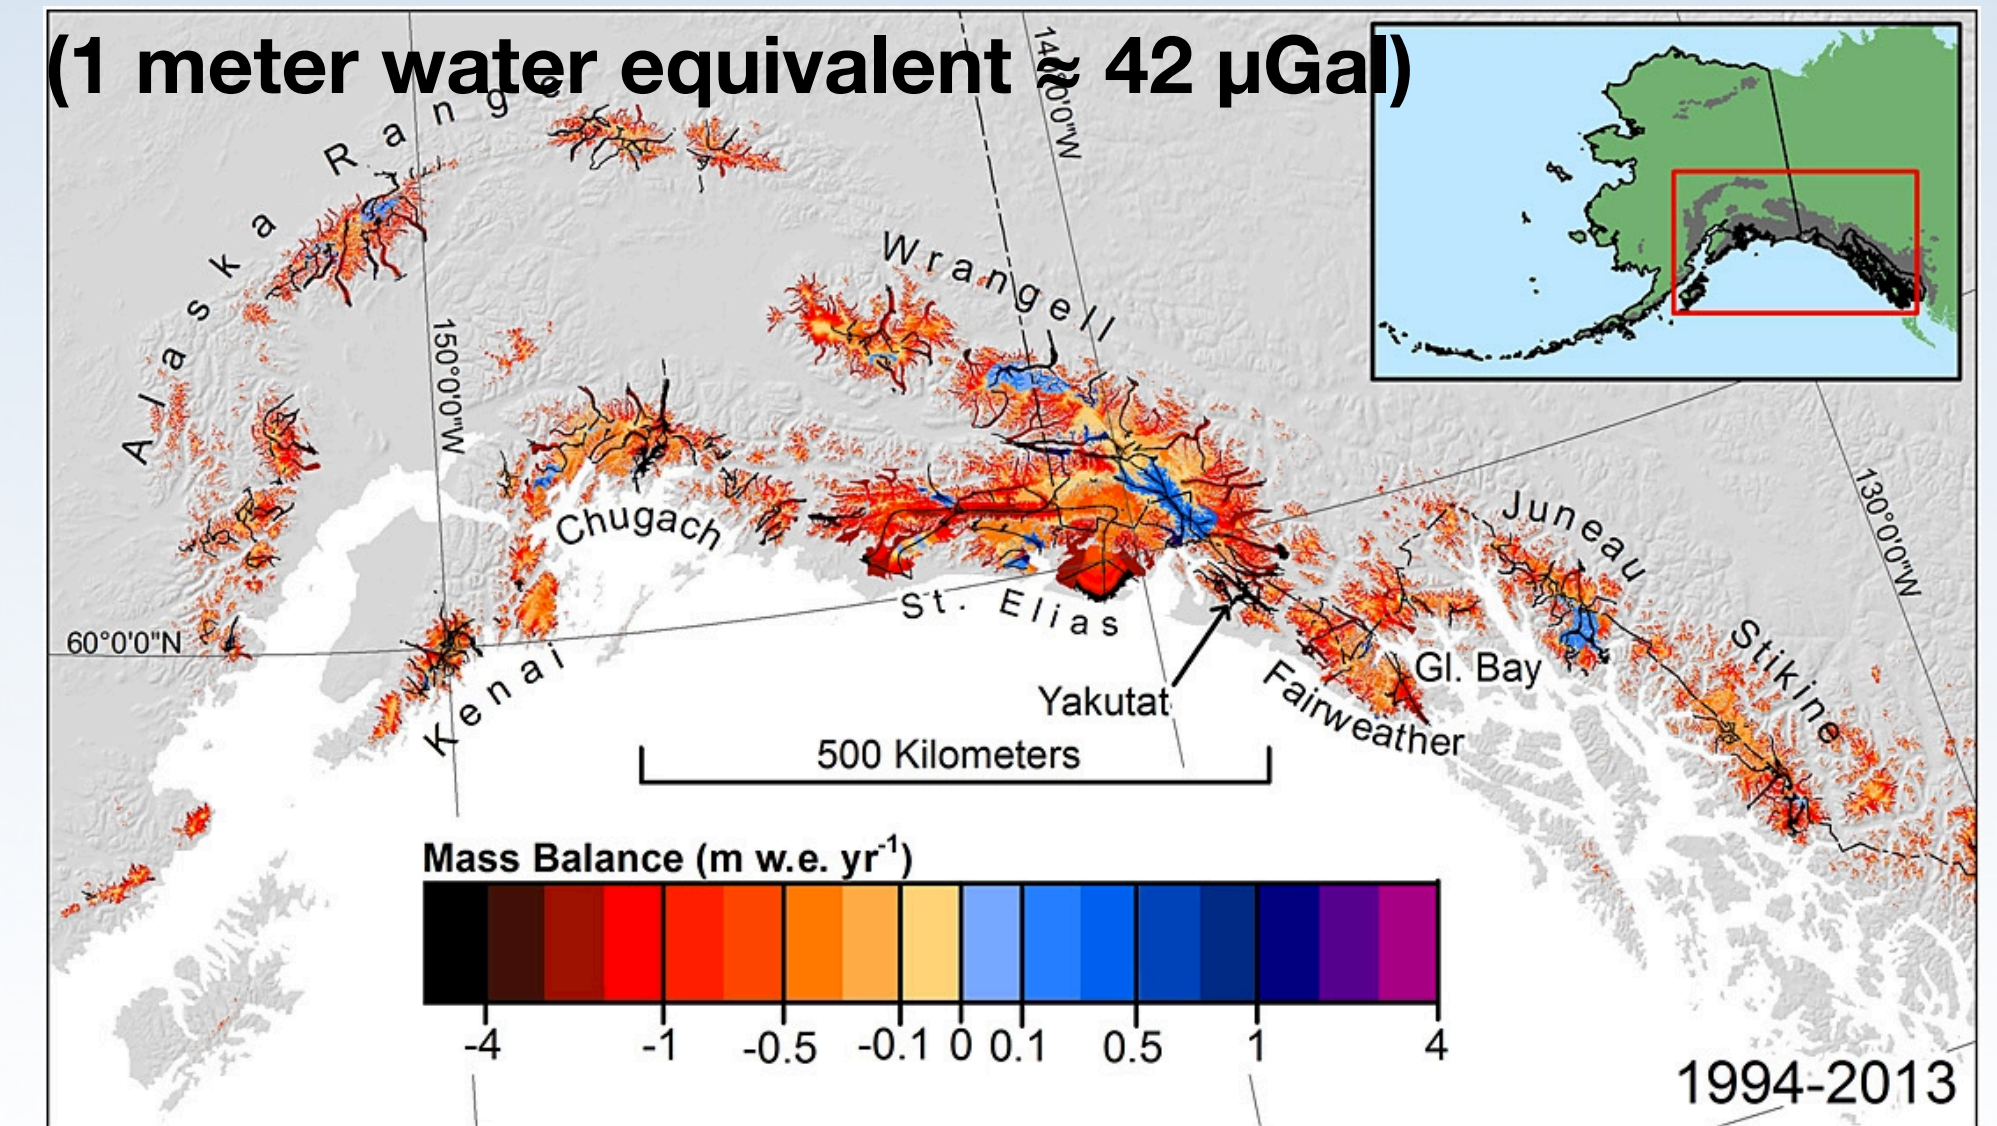 (1 meter water equivalent ≈ 42 µGal)
140°0'0"W
Alaska Range
Wrangell
150°0'0"W
130°0'0"W
Juneau
Chugach
St. Elias
Stikine
60°0'0"N
Kenai
Gl. Bay
Yakutat
Fairweather
500 Kilometers
Mass Balance (m w.e. yr⁻¹)
-4 -1 -0.5 -0.1 0 0.1 0.5 1 4
1994-2013